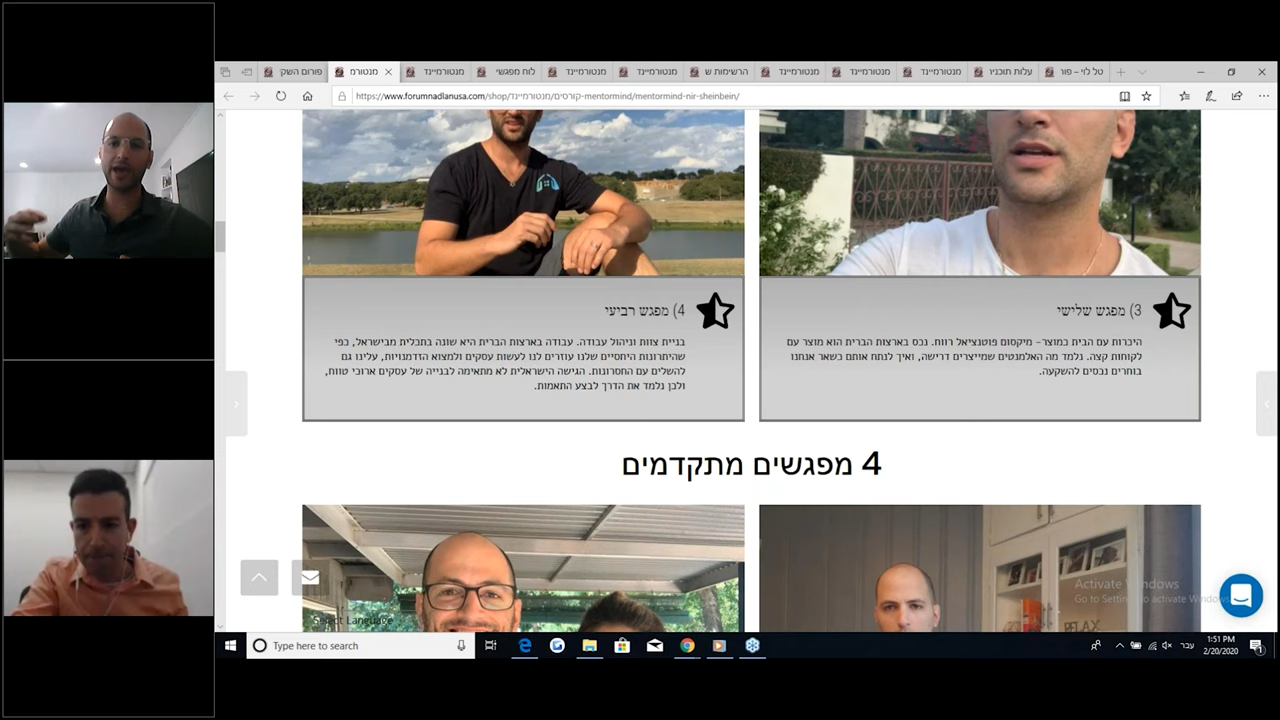 פורום השק
מנטורמ
מנטורמיינד
לוח מפגשי
מנטורמיינד
מנטורמיינד
הרשימות ש
מנטורמיינד
מנטורמיינד
מנטורמיינד
עלות תוכניו
טל לוי – פור
https://www.forumnadlanusa.com/shop/קורסים-mentormind/מנטורמיינד/mentormind-nir-sheinbein/
3) מפגש שלישי
היכרות עם הבית כמוצר- מיקסום פוטנציאל רווח. נכס בארצות הברית הוא מוצר עם
לקוחות קצה. נלמד מה האלמנטים שמייצרים דרישה, ואיך לנתח אותם כשאר אנחנו
בוחרים נכסים להשקעה.
4) מפגש רביעי
בניית צוות וניהול עבודה. עבודה בארצות הברית היא שונה בתכלית מבישראל, כפי
שהיתרונות היחסיים שלנו עוזרים לנו לעשות עסקים ולמצוא הזדמנויות, עלינו גם
להשלים עם החסרונות. הגישה הישראלית לא מתאימה לבנייה של עסקים ארוכי טווח,
ולכן נלמד את הדרך לבצע התאמות.
4 מפגשים מתקדמים
RELAX
Activate Windows
Go to Settings to activate Windows
Select Language
Type here to search
עבר
1:51 PM
2/20/2020